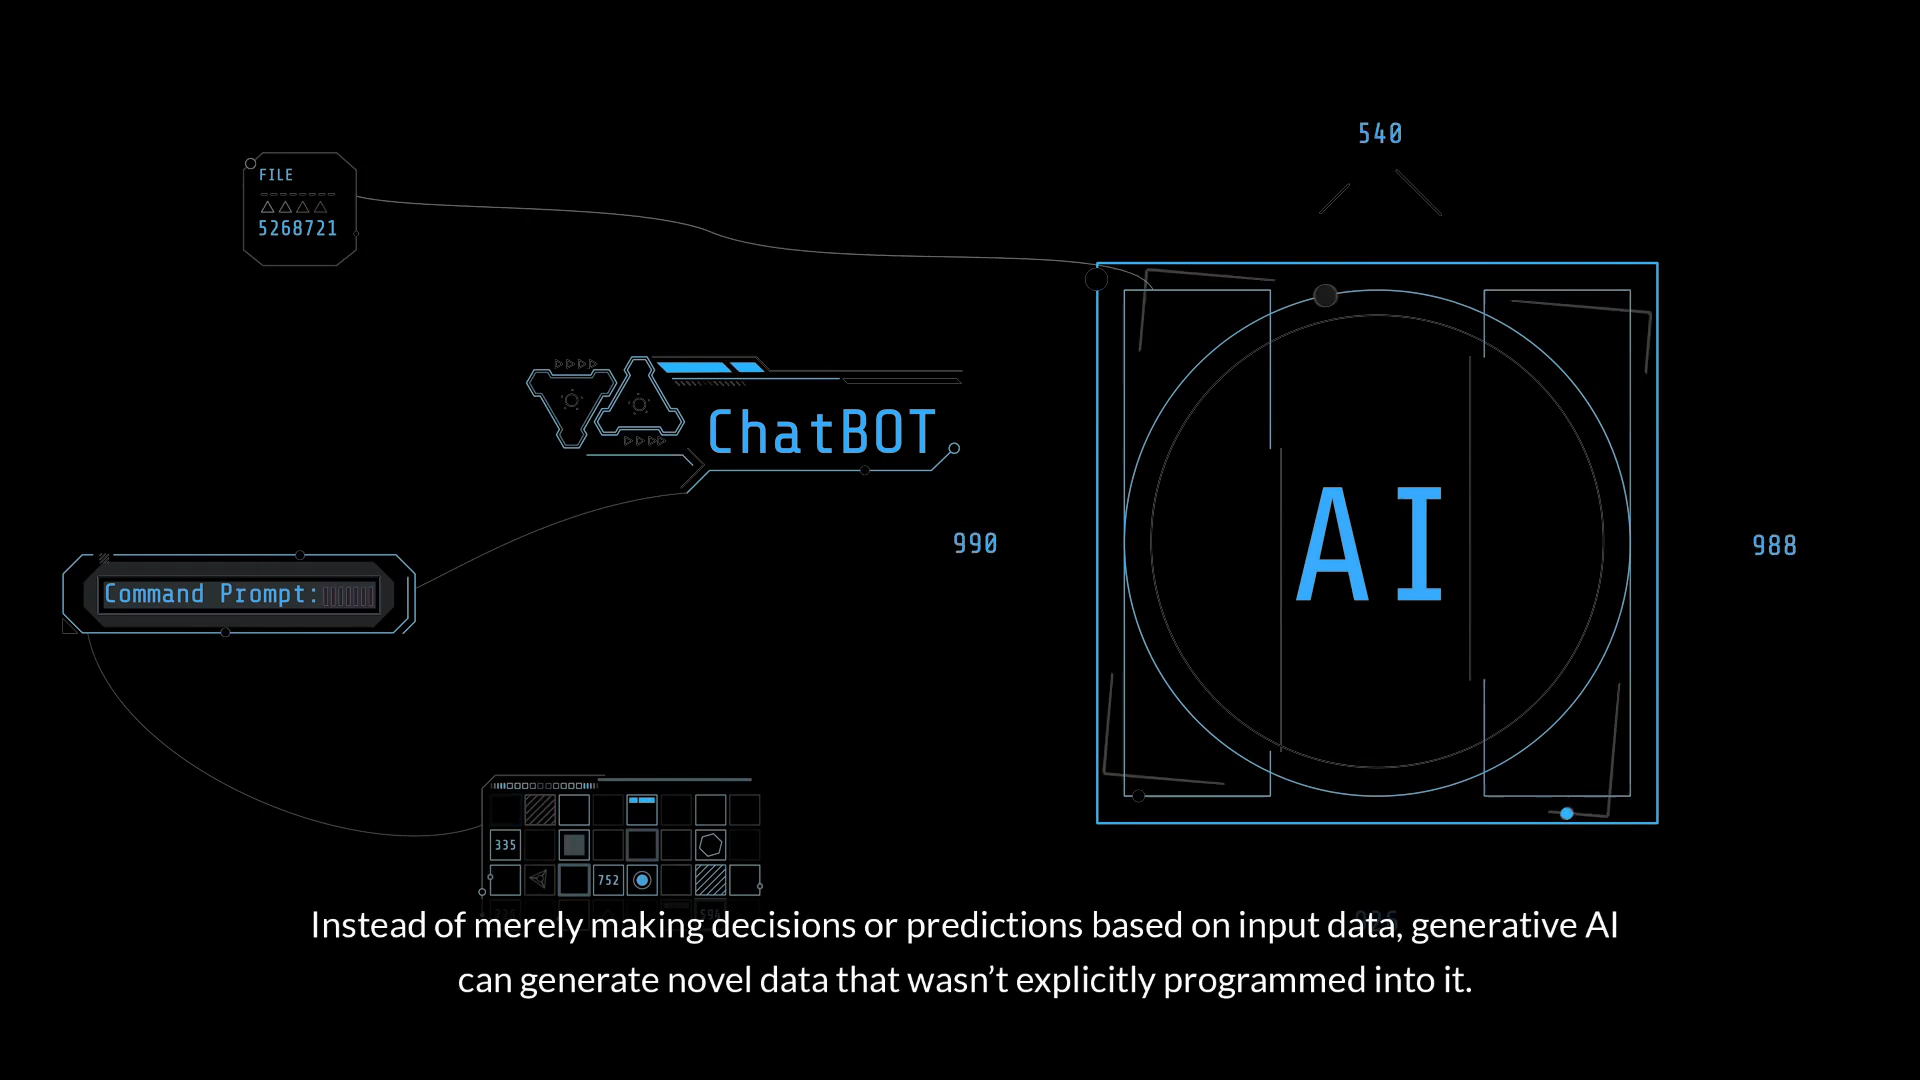 540
FILE
5268721
ChatBOT
AI
990
988
Command Prompt:
335
752
Instead of merely making decisions or predictions based on input data, generative AI
can generate novel data that wasn’t explicitly programmed into it.